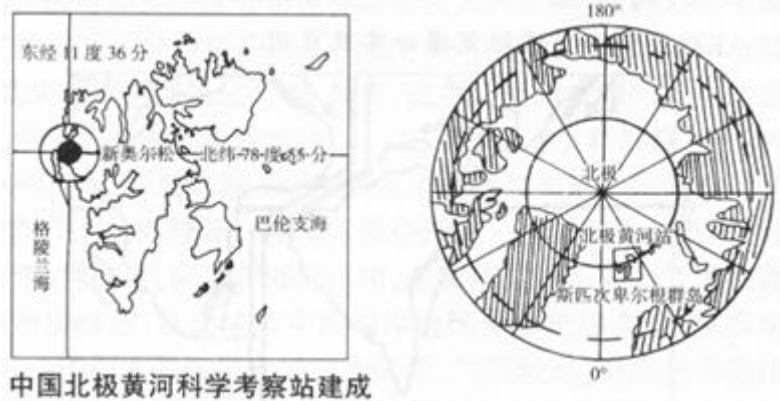 东经 11 度 36 分
新奥尔松
北纬 78 度 55 分
巴伦支海
格陵兰海
180°
北极
北极黄河站
斯匹次卑尔根群岛
0°
中国北极黄河科学考察站建成